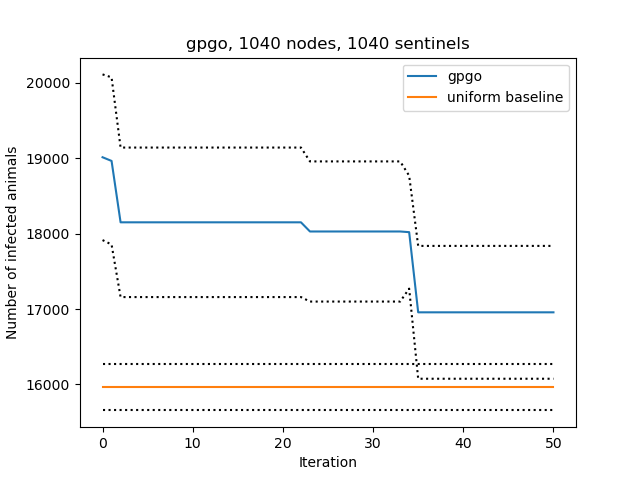 gpgo, 1040 nodes, 1040 sentinels
gpgo
uniform baseline
Number of infected animals
20000
19000
18000
17000
16000
0
10
20
30
40
50
Iteration